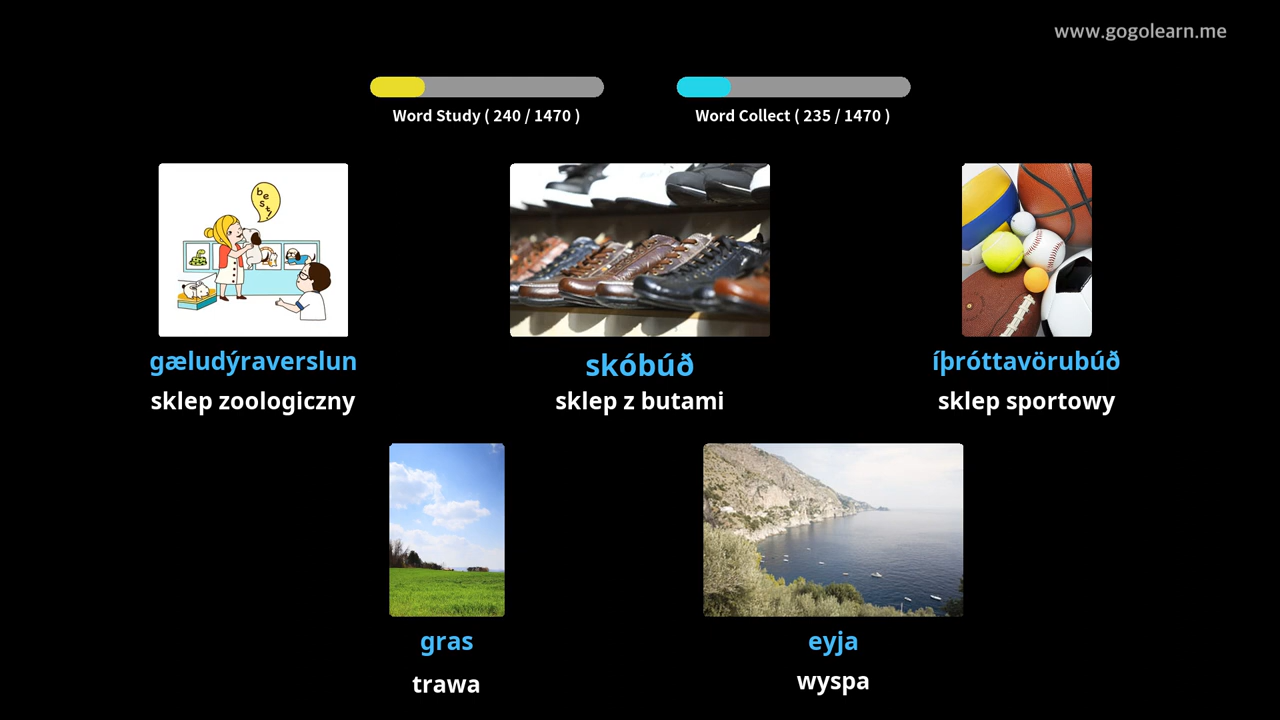 www.gogolearn.me
Word Study ( 240 / 1470 )
Word Collect ( 235 / 1470 )
best
gæludýraverslun
skóbúð
íþróttavörubúð
sklep zoologiczny
sklep z butami
sklep sportowy
gras
eyja
trawa
wyspa